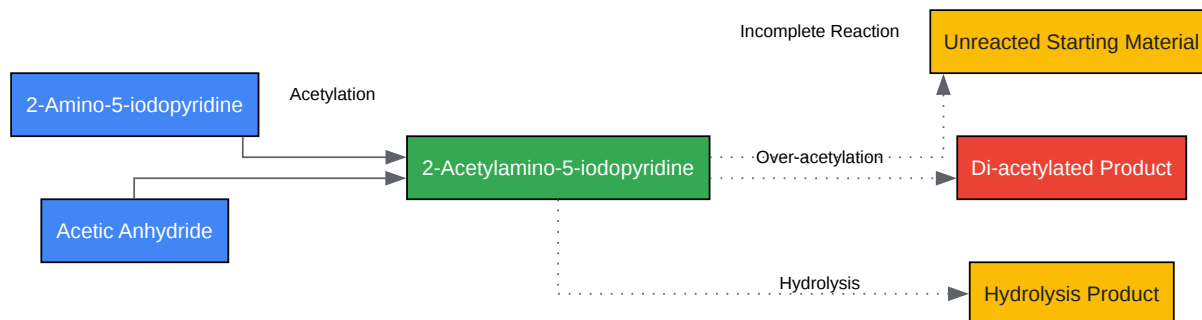 Incomplete Reaction
Unreacted Starting Material
2-Amino-5-iodopyridine
Acetylation
2-Acetylamino-5-iodopyridine
Over-acetylation
Di-acetylated Product
Acetic Anhydride
Hydrolysis
Hydrolysis Product